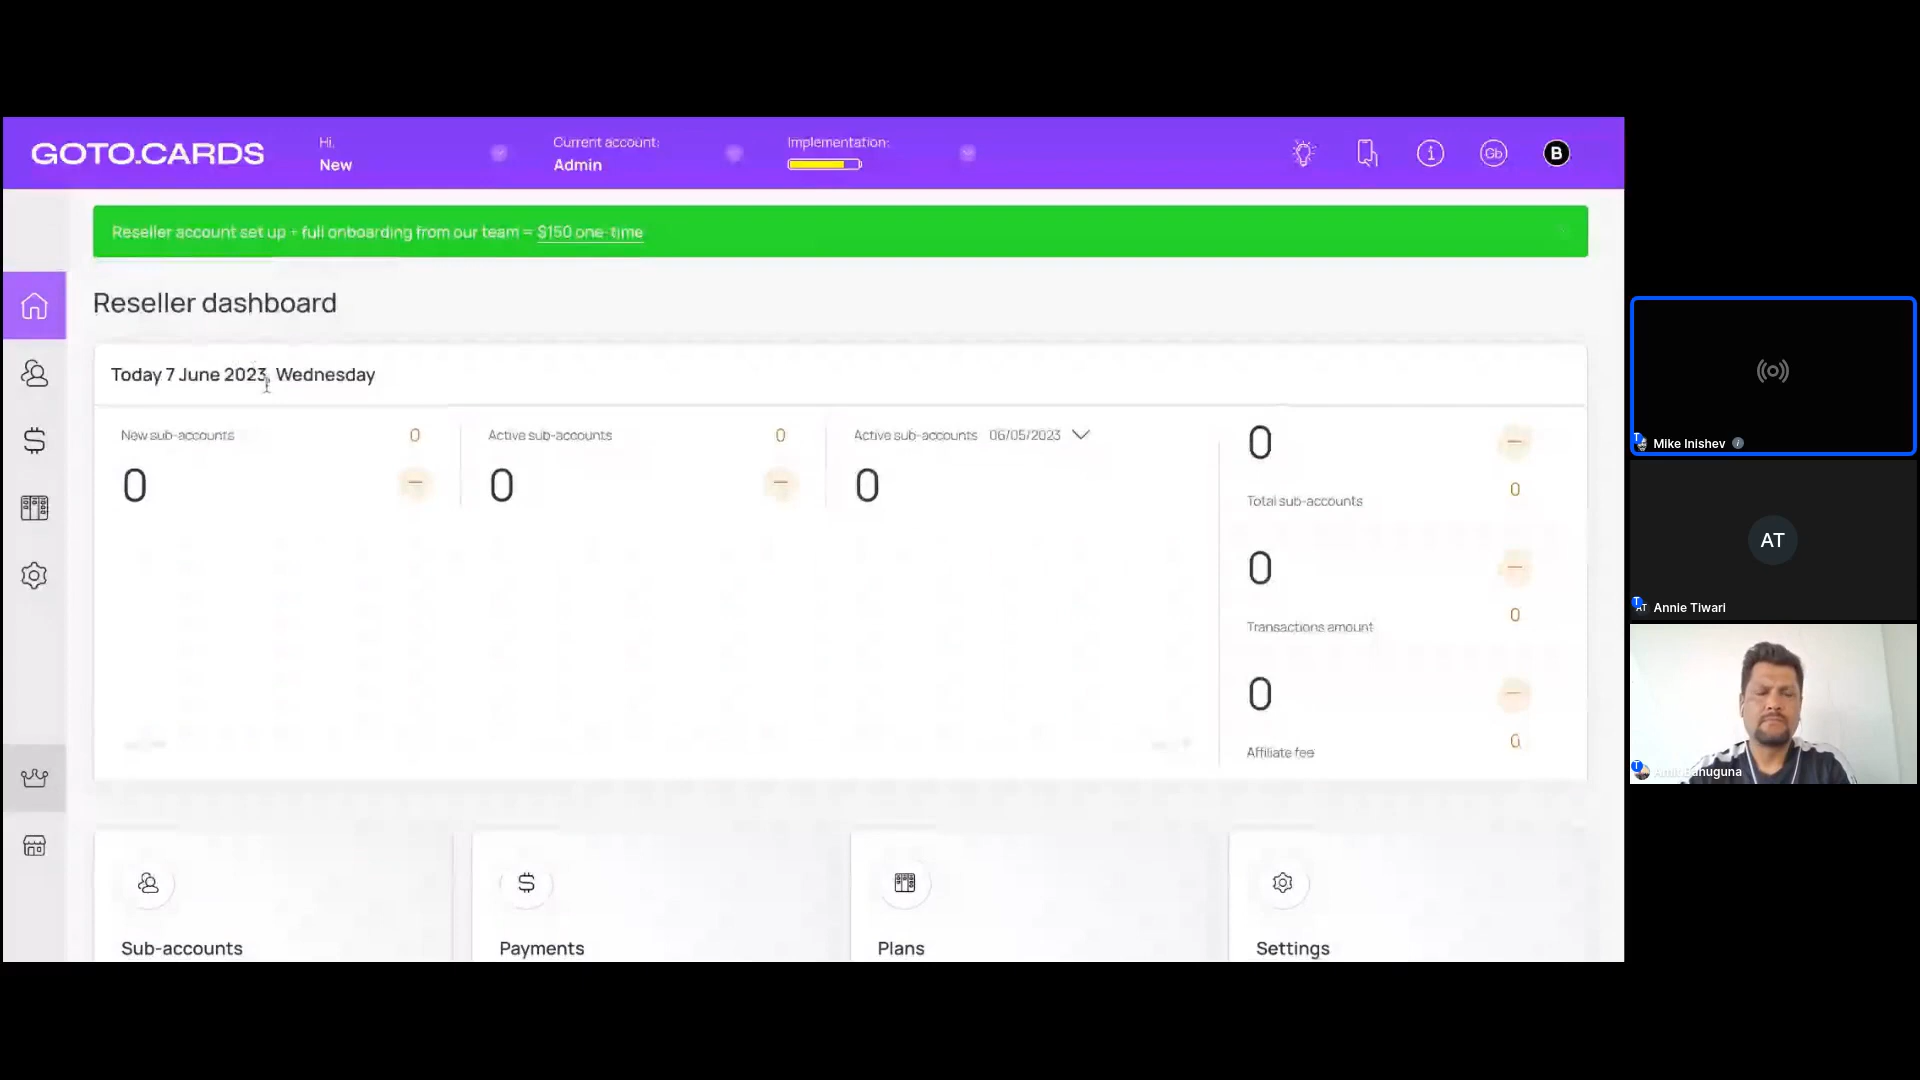 GOTO.CARDS
Hi,
New
Current account:
Admin
Implementation:
Gb
B
Reseller account set up + full onboarding from our team = $150 one-time
Reseller dashboard
Today 7 June 2023, Wednesday
New sub-accounts 0
0
Active sub-accounts 0
0
Active sub-accounts 06/05/2023
0
0
0
Total sub-accounts
0
0
Transactions amount
0
0
Affiliate fee
Sub-accounts
Payments
Plans
Settings
Mike Inishev
AT
Annie Tiwari